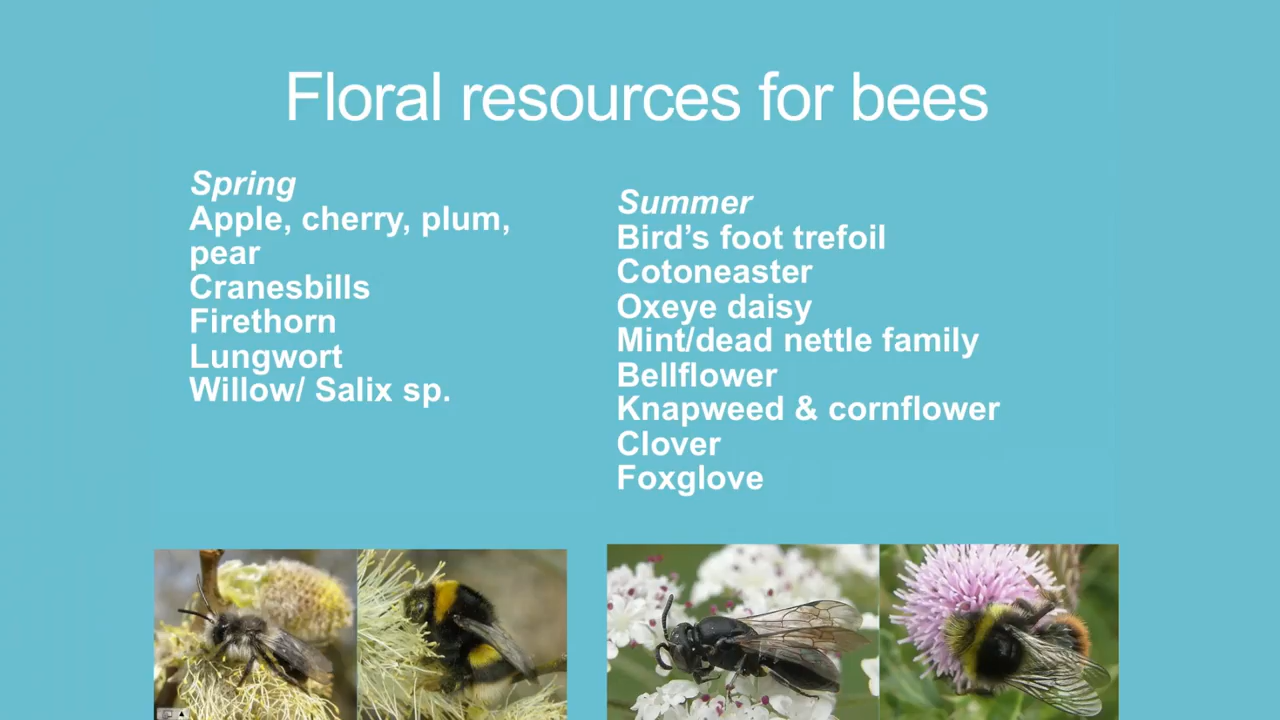 Floral resources for bees
Spring
Apple, cherry, plum,
pear
Cranesbills
Firethorn
Lungwort
Willow/ Salix sp.
Summer
Bird’s foot trefoil
Cotoneaster
Oxeye daisy
Mint/dead nettle family
Bellflower
Knapweed & cornflower
Clover
Foxglove